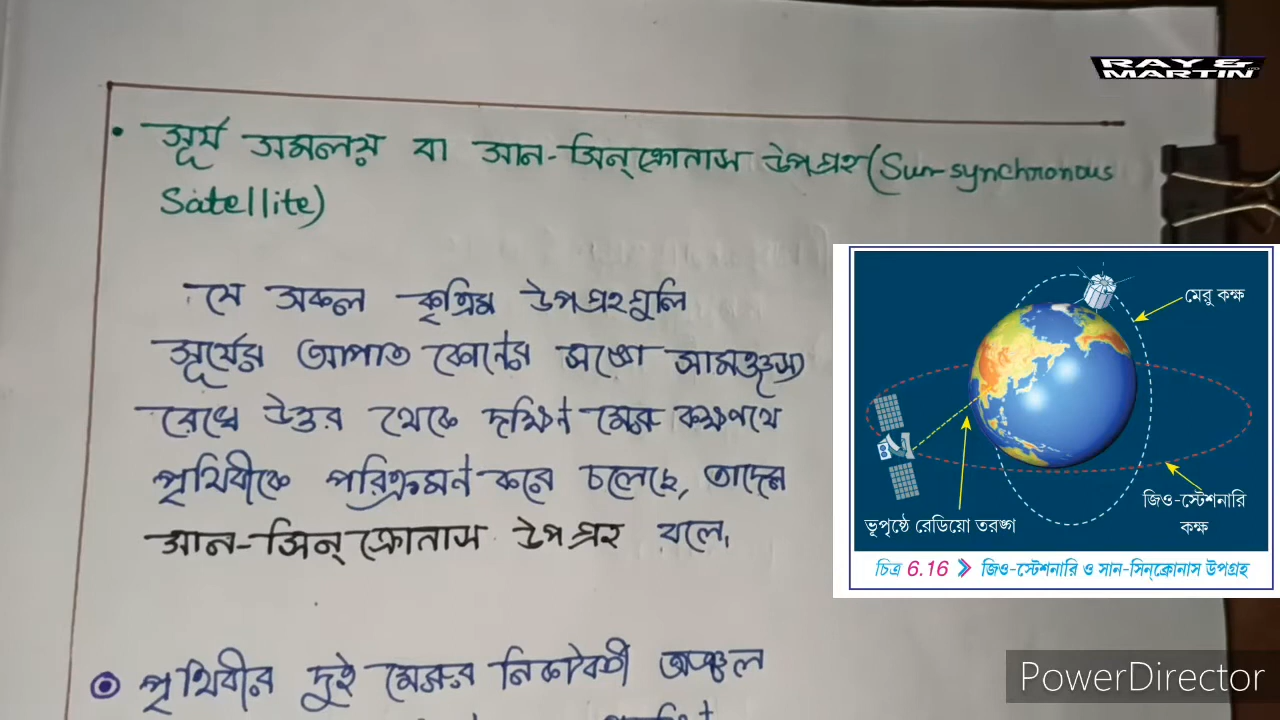 RAY & MARTIN
• সূর্য সমলয় বা সান-সিন্‌ক্রোনাস উপগ্রহ (Sun-synchronous
Satellite)
যে সকল কৃত্রিম উপগ্রহগুলি
সূর্যের আপাত কোণের সঙ্গে সামঞ্জস্য
রেখে উত্তর থেকে দক্ষিণ মেরু কক্ষপথে
পৃথিবীকে পরিক্রমণ করে চলেছে, তাদের
সান-সিন্‌ক্রোনাস উপগ্রহ বলে,
পৃথিবীর দুই মেরুর নিকটবর্তী অঞ্চল
মেরু কক্ষ
জিও-স্টেশনারি
কক্ষ
ভূপৃষ্ঠে রেডিয়ো তরঙ্গ
চিত্র 6.16 জিও-স্টেশনারি ও সান-সিন্‌ক্রোনাস উপগ্রহ
PowerDirector